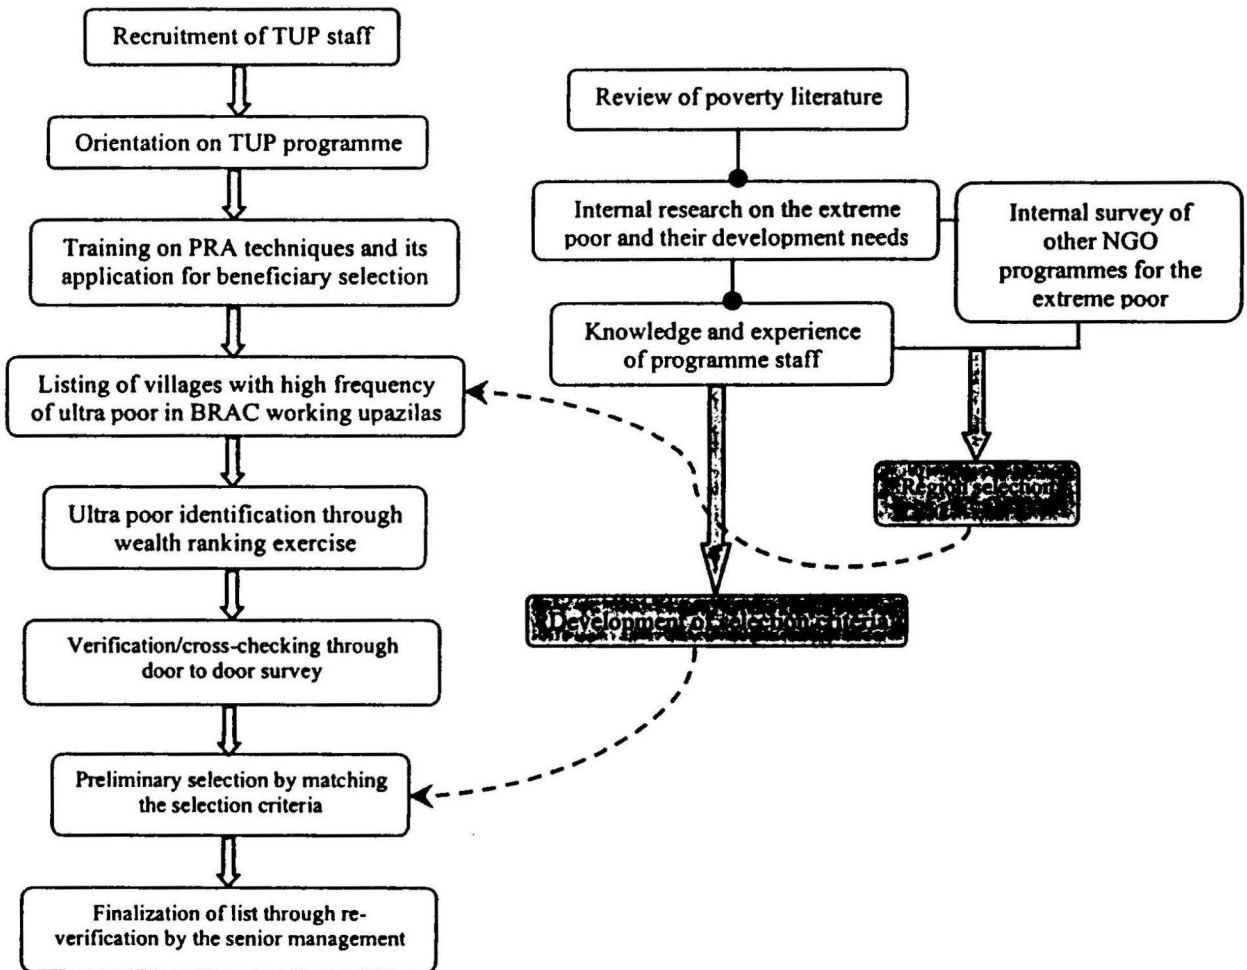 Recruitment of TUP staff
Orientation on TUP programme
Training on PRA techniques and its
application for beneficiary selection
Listing of villages with high frequency
of ultra poor in BRAC working upazilas
Ultra poor identification through
wealth ranking exercise
Verification/cross-checking through
door to door survey
Preliminary selection by matching
the selection criteria
Finalization of list through re-
verification by the senior management
Review of poverty literature
Internal research on the extreme
poor and their development needs
Internal survey of
other NGO
programmes for the
extreme poor
Knowledge and experience
of programme staff
Region selection
Development of selection criteria